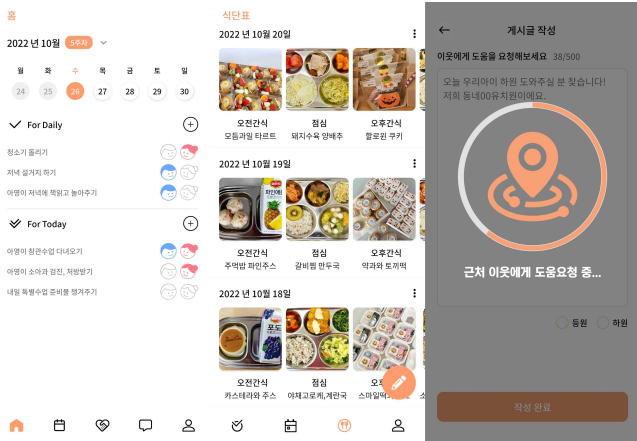 홈
2022 년 10월 5주차
월 화 수 목 금 토 일
24 25 26 27 28 29 30
For Daily
청소기 돌리기
저녁 설거지 하기
아영이 저녁에 책읽고 놀아주기
For Today
아영이 참관수업 다녀오기
아영이 소아과 검진, 처방받기
내일 특별수업 준비물 챙겨주기
식단표
2022 년 10월 20일
오전간식 점심 오후간식
모듬과일 타르트 돼지수육 양배추 할로윈 쿠키
2022 년 10월 19일
오전간식 점심 오후간식
주먹밥 파인주스 갈비찜 만두국 약과와 토끼떡
2022 년 10월 18일
오전간식 점심
카스테라와 주스 야채고로케,계란국 스마일떡
게시글 작성
이웃에게 도움을 요청해보세요 38/500
오늘 우리아이 하원 도와주실 분 찾습니다!
저희 동네00유치원이에요.
근처 이웃에게 도움요청 중...
등원 하원
작성 완료